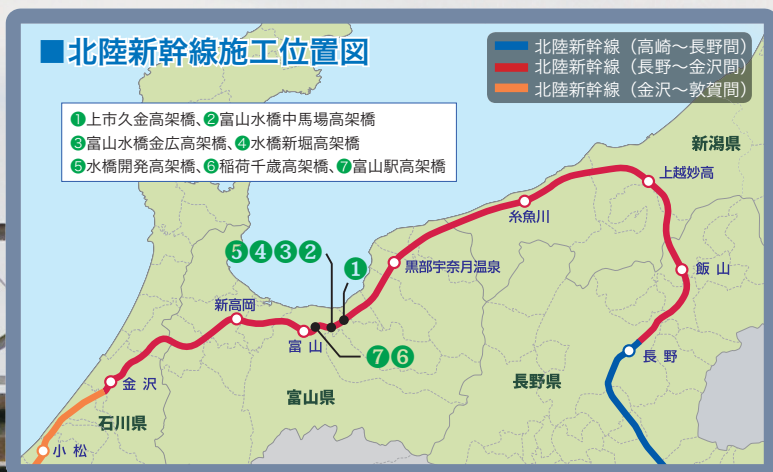 ■北陸新幹線施工位置図
北陸新幹線（高崎～長野間）
北陸新幹線（長野～金沢間）
北陸新幹線（金沢～敦賀間）
❶上市久金高架橋、❷富山水橋中馬場高架橋
❸富山水橋金広高架橋、❹水橋新堀高架橋
❺水橋開発高架橋、❻稲荷千歳高架橋、❼富山駅高架橋
新潟県
上越妙高
糸魚川
❺❹❸❷
❶
黒部宇奈月温泉
飯山
新高岡
富山
❼❻
長野
金沢
長野県
富山県
石川県
小松